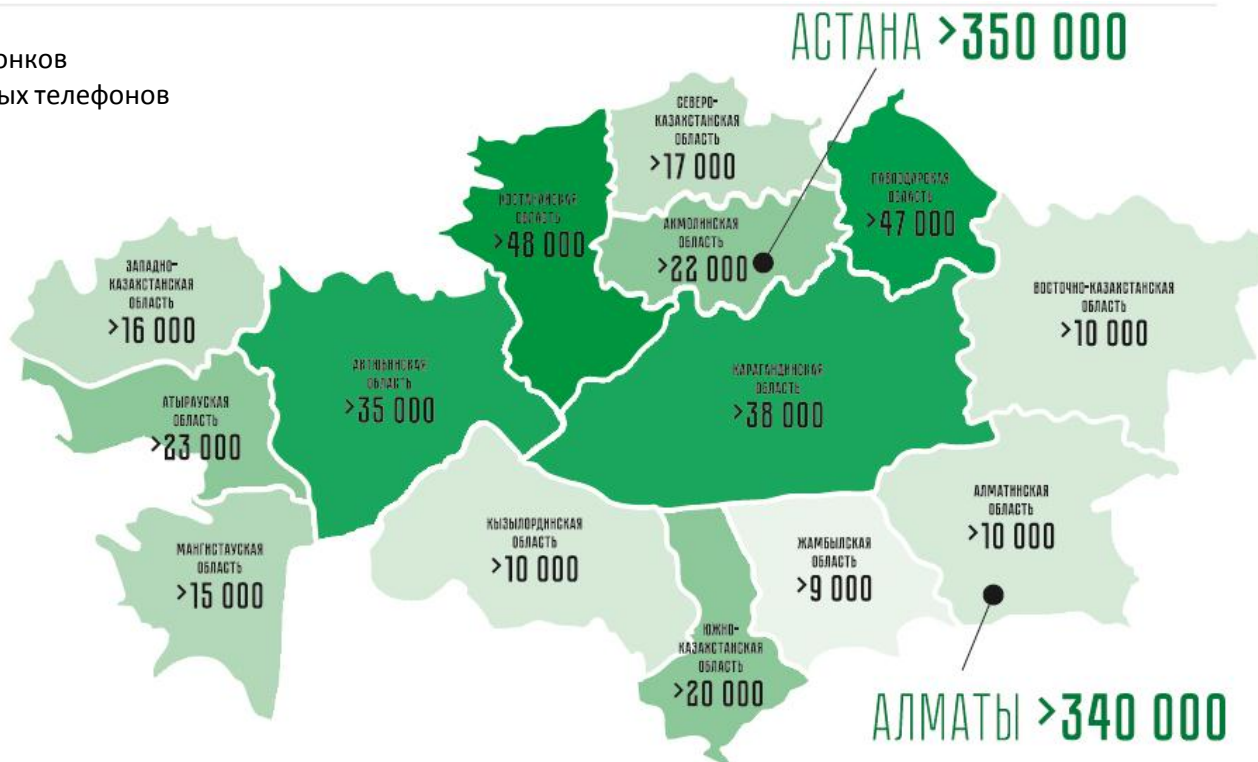 АСТАНА >350 000
онков
ых телефонов
СЕВЕРО-
КАЗАХСТАНСКАЯ
ОБЛАСТЬ
>17 000
КОСТАНАЙСКАЯ
ОБЛАСТЬ
>48 000
АКМОЛИНСКАЯ
ОБЛАСТЬ
>22 000
ПАВЛОДАРСКАЯ
ОБЛАСТЬ
>47 000
ЗАПАДНО-
КАЗАХСТАНСКАЯ
ОБЛАСТЬ
>16 000
ВОСТОЧНО-КАЗАХСТАНСКАЯ
ОБЛАСТЬ
>10 000
АКТЮБИНСКАЯ
ОБЛАСТЬ
>35 000
КАРАГАНДИНСКАЯ
ОБЛАСТЬ
>38 000
АТЫРАУСКАЯ
ОБЛАСТЬ
>23 000
АЛМАТИНСКАЯ
ОБЛАСТЬ
>10 000
МАНГИСТАУСКАЯ
ОБЛАСТЬ
>15 000
КЫЗЫЛОРДИНСКАЯ
ОБЛАСТЬ
>10 000
ЖАМБЫЛСКАЯ
ОБЛАСТЬ
>9 000
ЮЖНО-
КАЗАХСТАНСКАЯ
ОБЛАСТЬ
>20 000
АЛМАТЫ >340 000